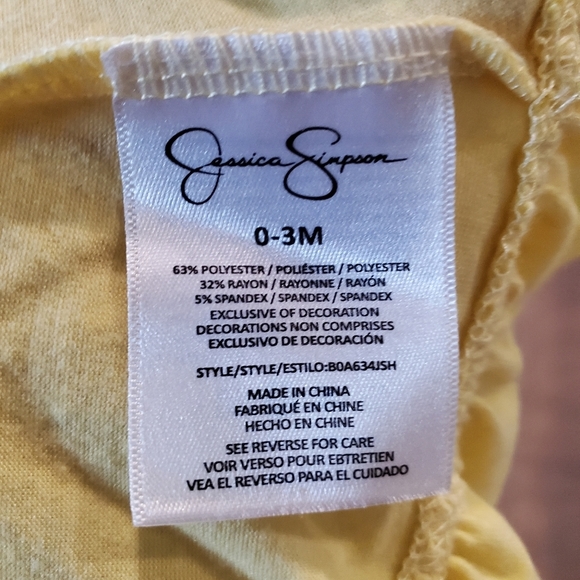 Jessica Simpson
0-3M
63% POLYESTER / POLIÉSTER / POLYESTER
32% RAYON / RAYONNE / RAYÓN
5% SPANDEX / SPANDEX / SPANDEX
EXCLUSIVE OF DECORATION
DECORATIONS NON COMPRISES
EXCLUSIVO DE DECORACIÓN
STYLE/STYLE/ESTILO:B0A634JSH
MADE IN CHINA
FABRIQUÉ EN CHINE
HECHO EN CHINE
SEE REVERSE FOR CARE
VOIR VERSO POUR EBTRETIEN
VEA EL REVERSO PARA EL CUIDADO